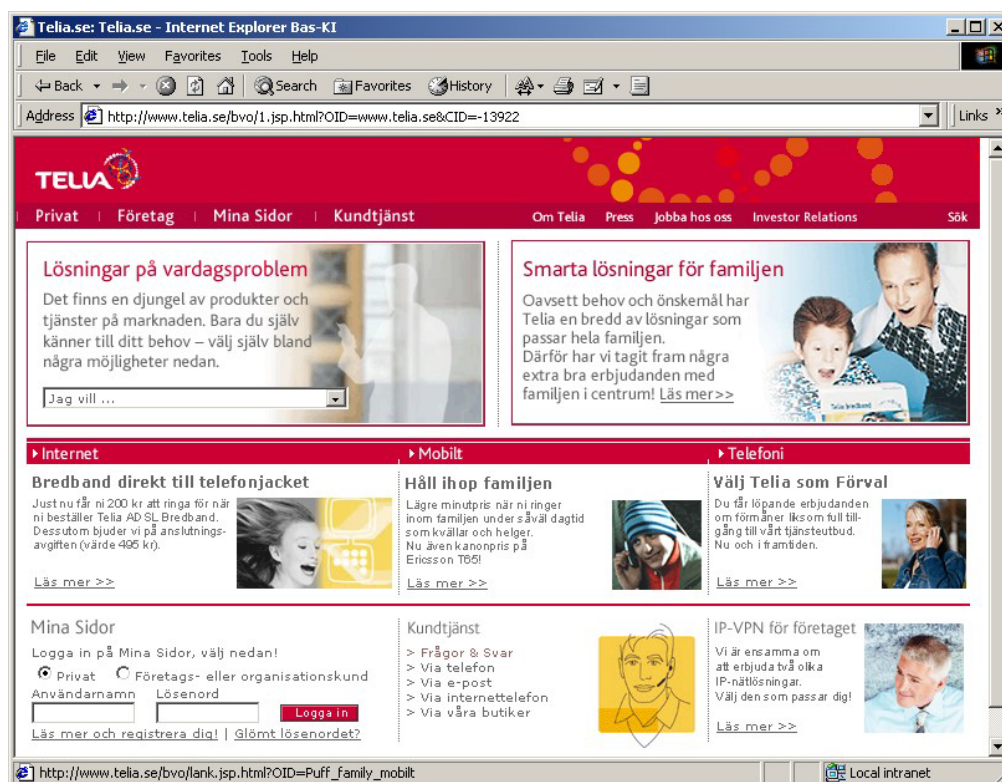 Telia.se: Telia.se - Internet Explorer Bas-KI
File Edit View Favorites Tools Help
Back Search Favorites History
Address http://www.telia.se/bvo/1.jsp.html?OID=www.telia.se&CID=-13922 Links »
TELIA
Privat Företag Mina Sidor Kundtjänst Om Telia Press Jobba hos oss Investor Relations Sök
Lösningar på vardagsproblem
Det finns en djungel av produkter och
tjänster på marknaden. Bara du själv
känner till ditt behov – välj själv bland
några möjligheter nedan.
Jag vill ...
Smarta lösningar för familjen
Oavsett behov och önskemål har
Telia en bredd av lösningar som
passar hela familjen.
Därför har vi tagit fram några
extra bra erbjudanden med
familjen i centrum! Läs mer>>
Telia bredband
Internet
Bredband direkt till telefonjacket
Just nu får ni 200 kr att ringa för när
ni beställer Telia ADSL Bredband.
Dessutom bjuder vi på anslutnings-
avgiften (värde 495 kr).
Läs mer >>
Mobilt
Håll ihop familjen
Lägre minutpris när ni ringer
inom familjen under såväl dagtid
som kvällar och helger.
Nu även kanonpris på
Ericsson T65!
Läs mer >>
Telefoni
Välj Telia som Förval
Du får löpande erbjudanden
om förmåner liksom full till-
gång till vårt tjänsteutbud.
Nu och i framtiden.
Läs mer >>
Mina Sidor
Logga in på Mina Sidor, välj nedan!
Privat Företags- eller organisationskund
Användarnamn Lösenord
Logga in
Läs mer och registrera dig! | Glömt lösenordet?
Kundtjänst
> Frågor & Svar
> Via telefon
> Via e-post
> Via internettelefon
> Via våra butiker
IP-VPN för företaget
Vi är ensamma om
att erbjuda två olika
IP-nätlösningar.
Välj den som passar dig!
Läs mer >>
http://www.telia.se/bvo/lank.jsp.html?OID=Puff_family_mobilt Local intranet